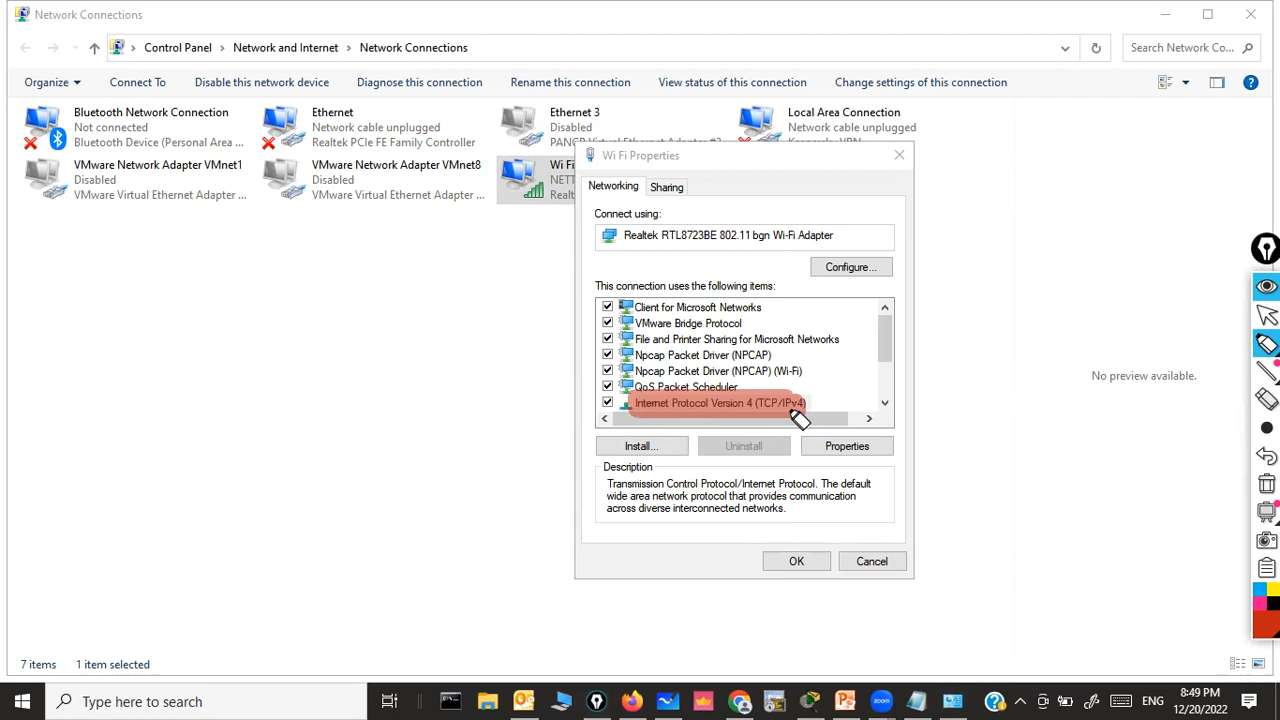 Network Connections
Control Panel > Network and Internet > Network Connections
Search Network Co...
Organize
Connect To
Disable this network device
Diagnose this connection
Rename this connection
View status of this connection
Change settings of this connection
Bluetooth Network Connection
Not connected
Bluetooth Device (Personal Area ...
Ethernet
Network cable unplugged
Realtek PCIe FE Family Controller
Ethernet 3
Disabled
Local Area Connection
Network cable unplugged
VMware Network Adapter VMnet1
Disabled
VMware Virtual Ethernet Adapter ...
VMware Network Adapter VMnet8
Disabled
VMware Virtual Ethernet Adapter ...
Wi Fi Properties
Networking
Sharing
Connect using:
Realtek RTL8723BE 802.11 bgn Wi-Fi Adapter
Configure...
This connection uses the following items:
Client for Microsoft Networks
VMware Bridge Protocol
File and Printer Sharing for Microsoft Networks
Npcap Packet Driver (NPCAP)
Npcap Packet Driver (NPCAP) (Wi-Fi)
QoS Packet Scheduler
Internet Protocol Version 4 (TCP/IPv4)
Install...
Uninstall
Properties
Description
Transmission Control Protocol/Internet Protocol. The default
wide area network protocol that provides communication
across diverse interconnected networks.
OK
Cancel
No preview available.
7 items
1 item selected
Type here to search
zoom
ENG
8:49 PM
12/20/2022